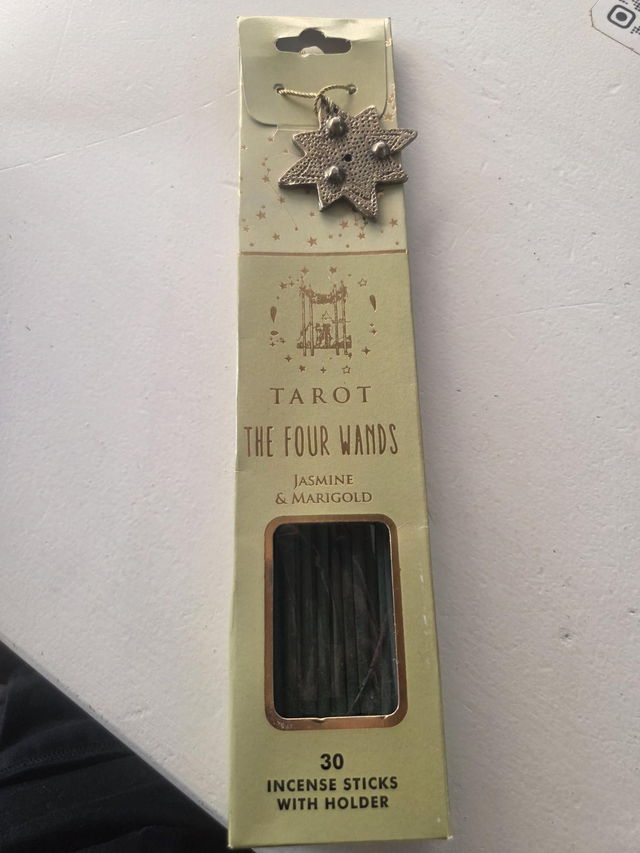 TAROT
THE FOUR WANDS
JASMINE
& MARIGOLD
30
INCENSE STICKS
WITH HOLDER